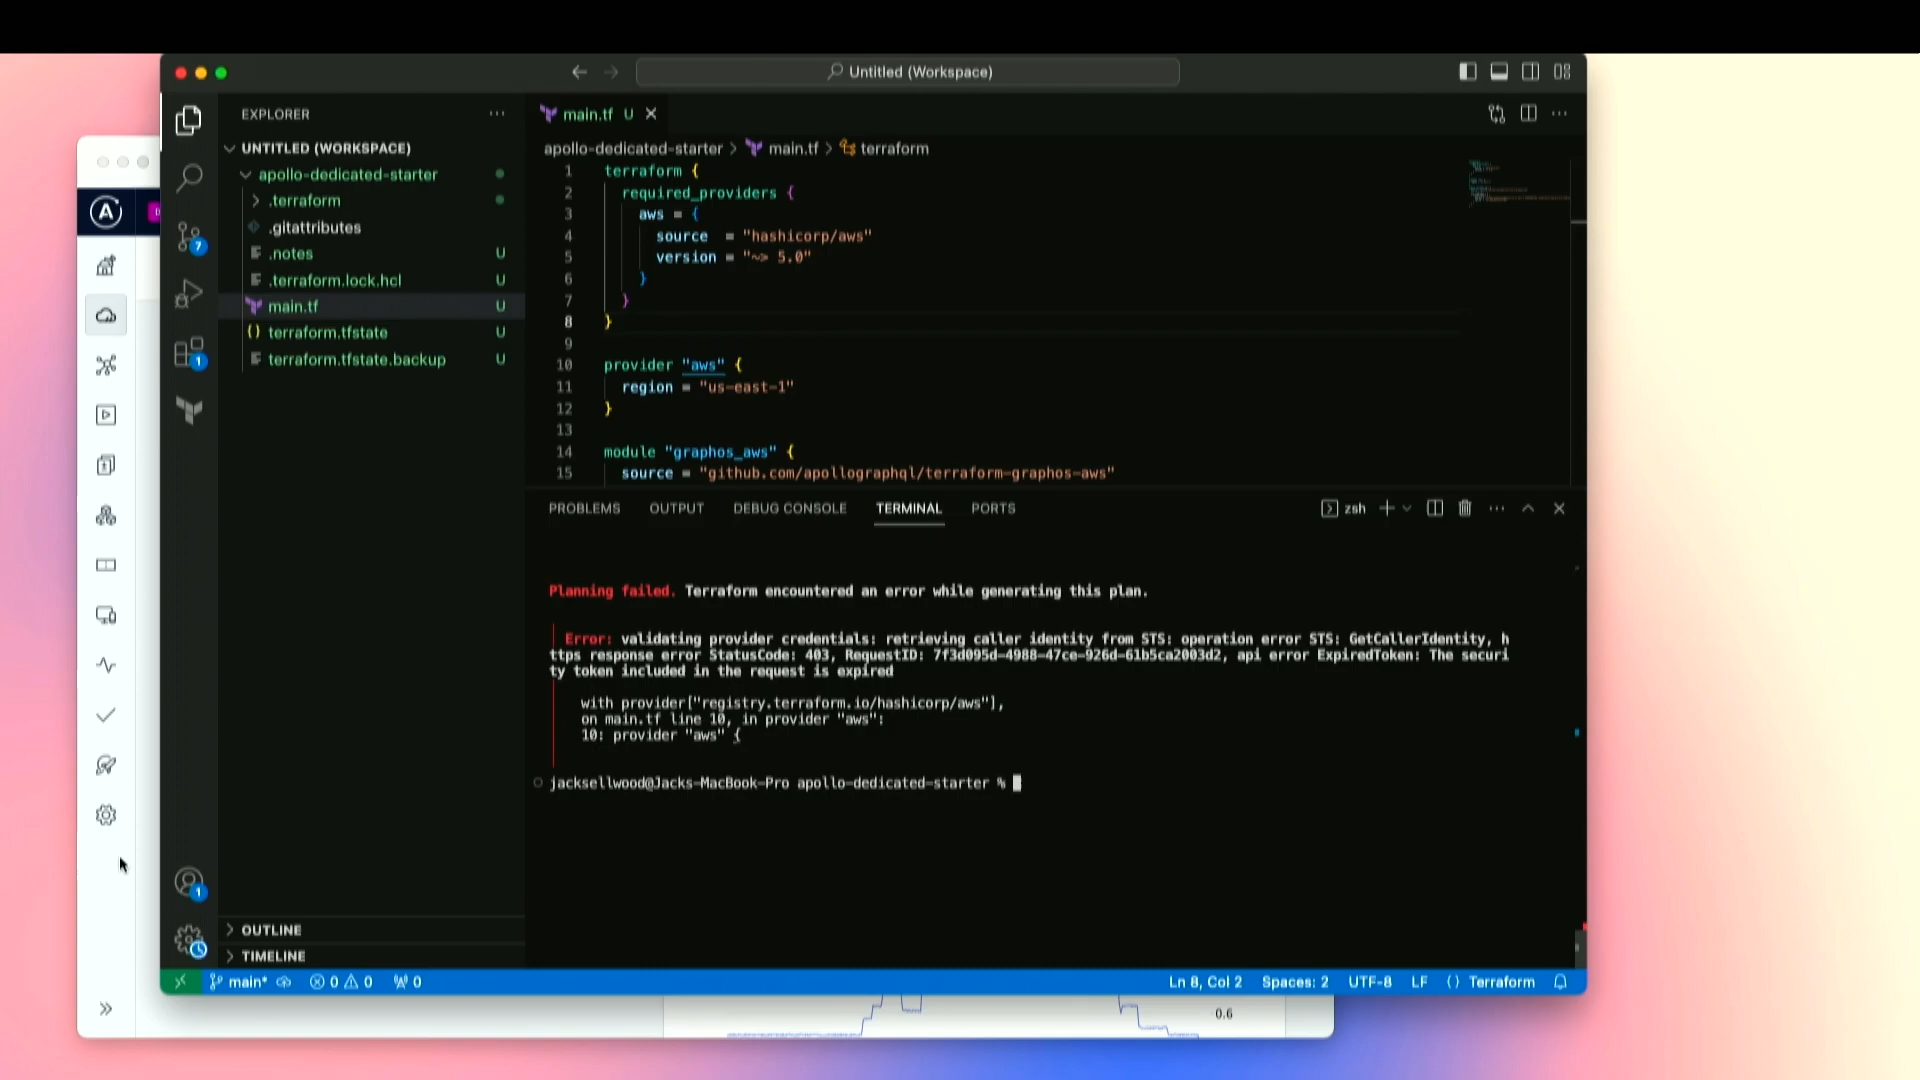 Untitled (Workspace)
EXPLORER
main.tf U
UNTITLED (WORKSPACE)
apollo-dedicated-starter > main.tf > terraform
apollo-dedicated-starter
.terraform
.gitattributes
.notes U
.terraform.lock.hcl U
main.tf U
terraform.tfstate U
terraform.tfstate.backup U
1 terraform {
2 required_providers {
3 aws = {
4 source = "hashicorp/aws"
5 version = "~> 5.0"
6 }
7 }
8 }
9
10 provider "aws" {
11 region = "us-east-1"
12 }
13
14 module "graphos_aws" {
15 source = "github.com/apollographql/terraform-graphos-aws"
7
1
PROBLEMS OUTPUT DEBUG CONSOLE TERMINAL PORTS
zsh
Planning failed. Terraform encountered an error while generating this plan.
Error: validating provider credentials: retrieving caller identity from STS: operation error STS: GetCallerIdentity, h
ttps response error StatusCode: 403, RequestID: 7f3d095d-4988-47ce-926d-61b5ca2003d2, api error ExpiredToken: The securi
ty token included in the request is expired
with provider["registry.terraform.io/hashicorp/aws"],
on main.tf line 10, in provider "aws":
10: provider "aws" {
jacksellwood@Jacks-MacBook-Pro apollo-dedicated-starter %
1
OUTLINE
TIMELINE
main* 0 0 0
Ln 8, Col 2 Spaces: 2 UTF-8 LF {} Terraform
0.6